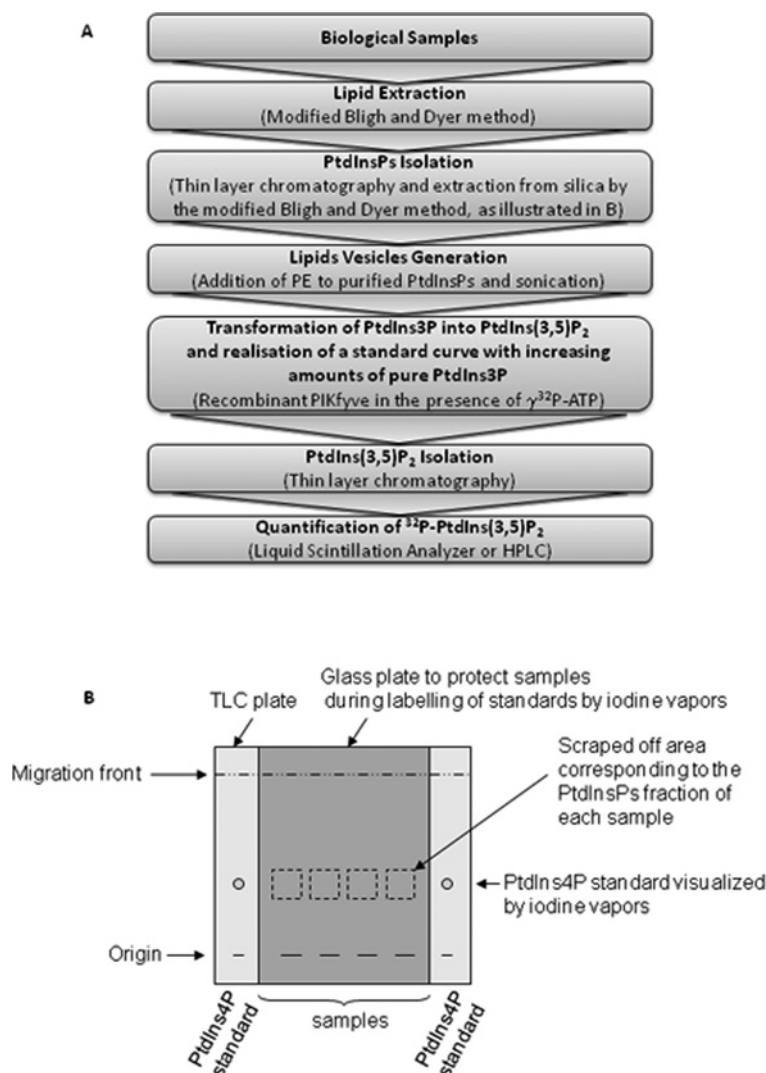 A
Biological Samples
Lipid Extraction
(Modified Bligh and Dyer method)
PtdInsPs Isolation
(Thin layer chromatography and extraction from silica by
the modified Bligh and Dyer method, as illustrated in B)
Lipids Vesicles Generation
(Addition of PE to purified PtdInsPs and sonication)
Transformation of PtdIns3P into PtdIns(3,5)P₂
and realisation of a standard curve with increasing
amounts of pure PtdIns3P
(Recombinant PIKfyve in the presence of γ³²P-ATP)
PtdIns(3,5)P₂ Isolation
(Thin layer chromatography)
Quantification of ³²P-PtdIns(3,5)P₂
(Liquid Scintillation Analyzer or HPLC)
B
TLC plate
Glass plate to protect samples
during labelling of standards by iodine vapors
Migration front
Scraped off area
corresponding to the
PtdInsPs fraction of
each sample
PtdIns4P standard visualized
by iodine vapors
Origin
PtdIns4P
standard
samples
PtdIns4P
standard